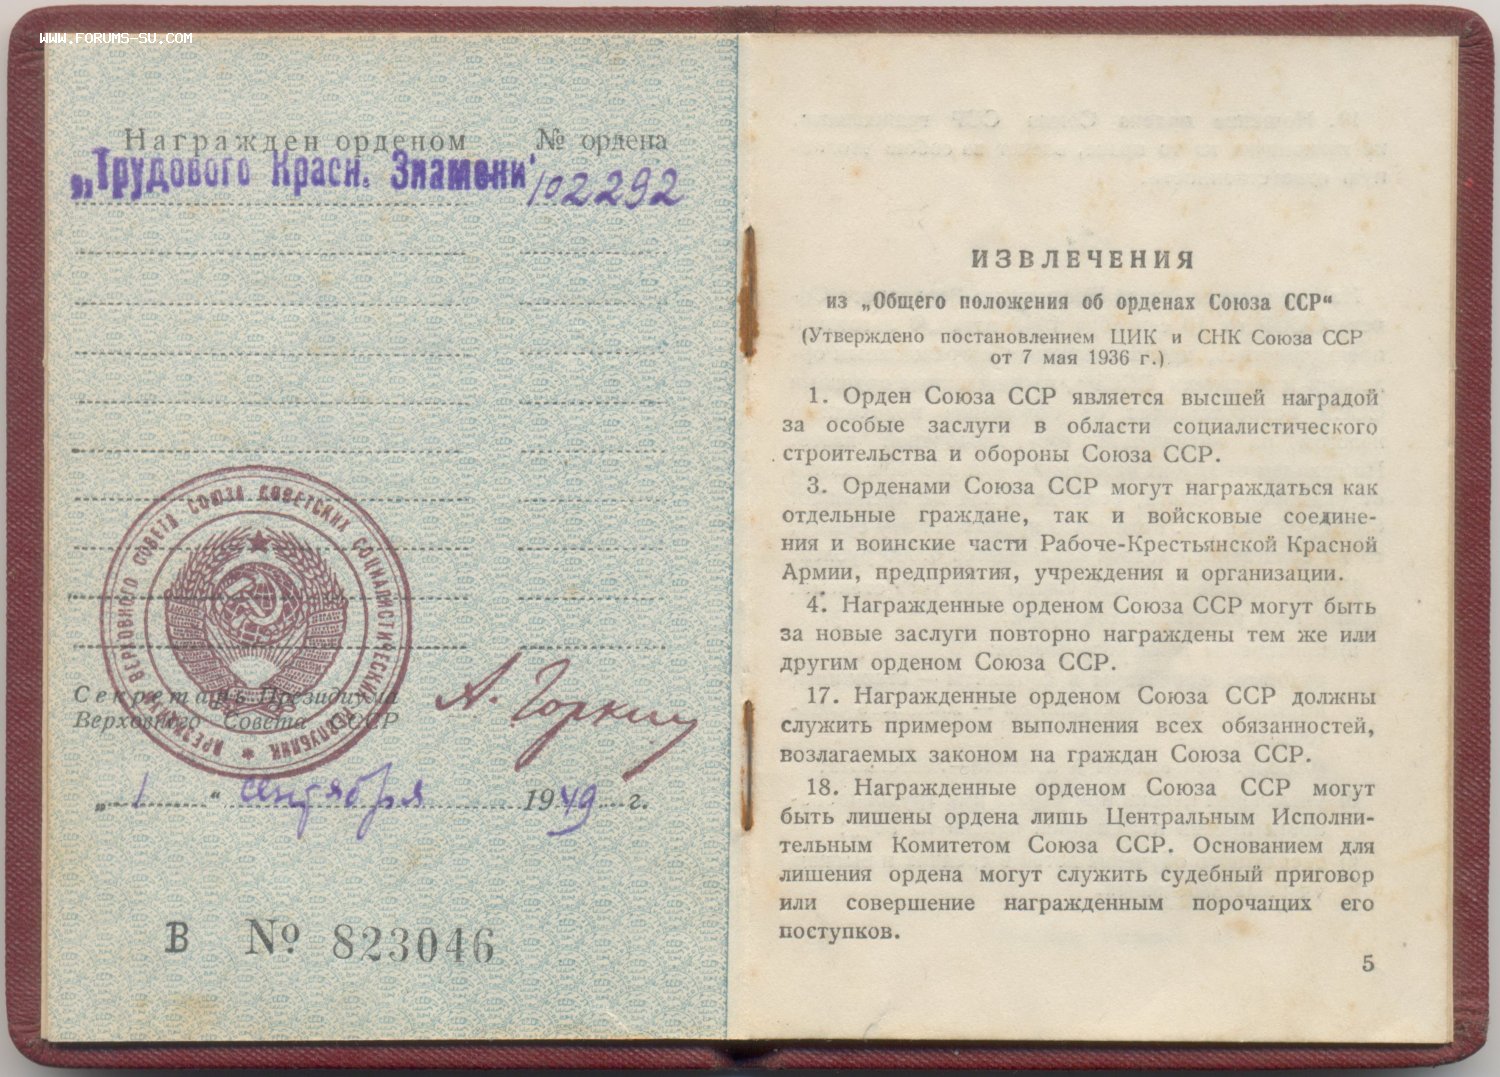 WWW.FORUMS-SU.COM
Награжден орденом № ордена
„Трудового Красн. Знамени“ 102292
ПРЕЗИДИУМ ВЕРХОВНОГО СОВЕТА СОЮЗА СОВЕТСКИХ СОЦИАЛИСТИЧЕСКИХ РЕСПУБЛИК
Секретарь Президиума
Верховного Совета СССР
А. Горкин
„ 1 “ сентября 1949 г.
В № 823046
ИЗВЛЕЧЕНИЯ
из „Общего положения об орденах Союза ССР“
(Утверждено постановлением ЦИК и СНК Союза ССР
от 7 мая 1936 г.)
1. Орден Союза ССР является высшей наградой
за особые заслуги в области социалистического
строительства и обороны Союза ССР.
3. Орденами Союза ССР могут награждаться как
отдельные граждане, так и войсковые соедине-
ния и воинские части Рабоче-Крестьянской Красной
Армии, предприятия, учреждения и организации.
4. Награжденные орденом Союза ССР могут быть
за новые заслуги повторно награждены тем же или
другим орденом Союза ССР.
17. Награжденные орденом Союза ССР должны
служить примером выполнения всех обязанностей,
возлагаемых законом на граждан Союза ССР.
18. Награжденные орденом Союза ССР могут
быть лишены ордена лишь Центральным Исполни-
тельным Комитетом Союза ССР. Основанием для
лишения ордена могут служить судебный приговор
или совершение награжденным порочащих его
поступков.
5